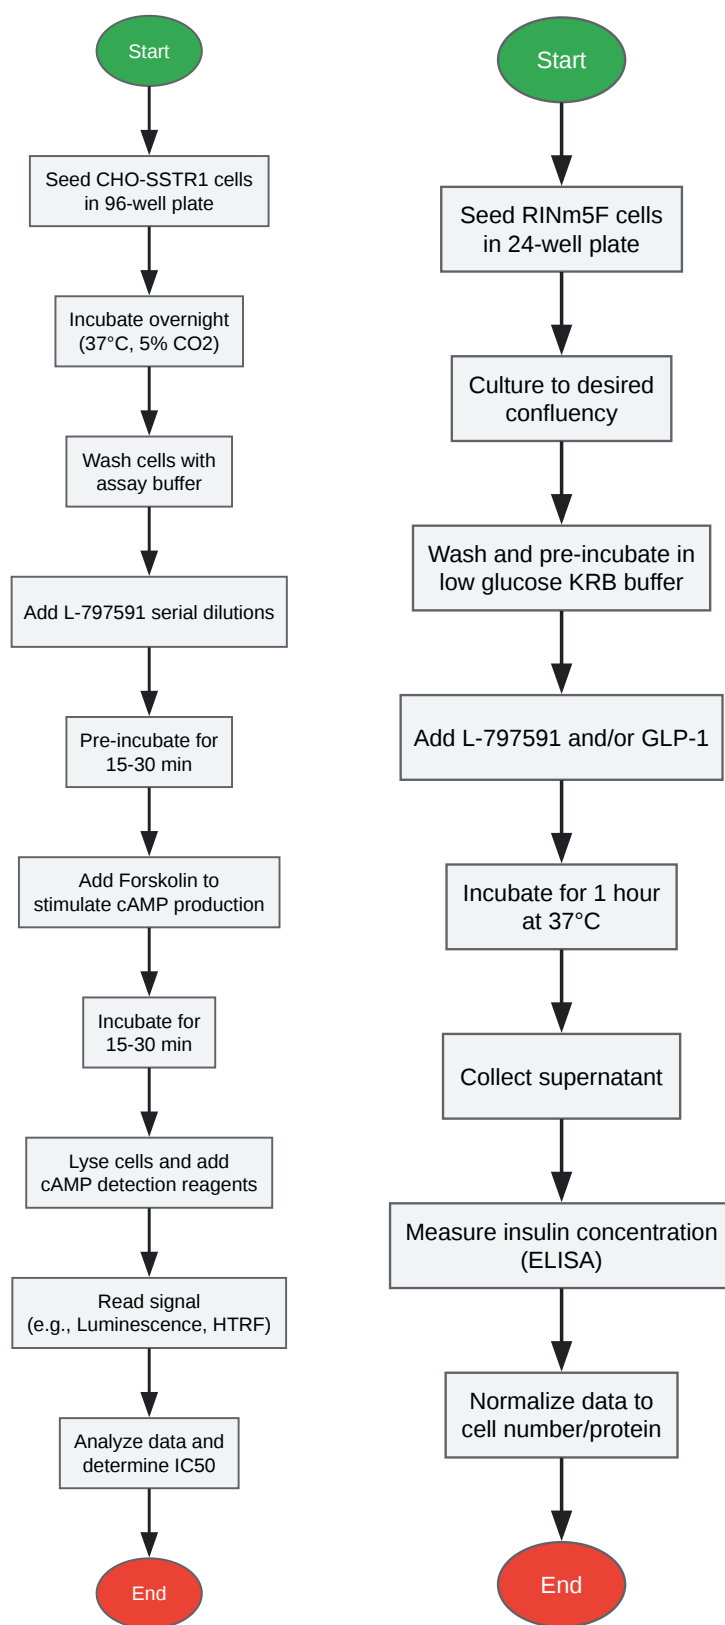 Start
Seed CHO-SSTR1 cells
in 96-well plate
Incubate overnight
(37°C, 5% CO2)
Wash cells with
assay buffer
Add L-797591 serial dilutions
Pre-incubate for
15-30 min
Add Forskolin to
stimulate cAMP production
Incubate for
15-30 min
Lyse cells and add
cAMP detection reagents
Read signal
(e.g., Luminescence, HTRF)
Analyze data and
determine IC50
End
Start
Seed RINm5F cells
in 24-well plate
Culture to desired
confluency
Wash and pre-incubate in
low glucose KRB buffer
Add L-797591 and/or GLP-1
Incubate for 1 hour
at 37°C
Collect supernatant
Measure insulin concentration
(ELISA)
Normalize data to
cell number/protein
End